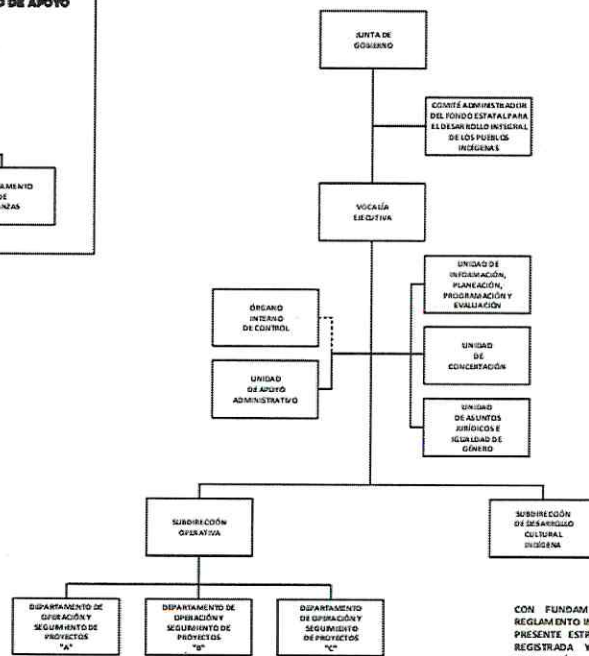 DE APOYO
JUNTA DE
GOBIERNO
COMITÉ ADMINISTRADOR
DEL FONDO ESTATAL PARA
EL DESARROLLO INTEGRAL
DE LOS PUEBLOS
INDÍGENAS
DE
VOCALÍA
EJECUTIVA
UNIDAD DE
INFORMACIÓN,
PLANEACIÓN,
PROGRAMACIÓN Y
EVALUACIÓN
ÓRGANO
INTERNO
DE CONTROL
UNIDAD
DE
CONCERTACIÓN
UNIDAD
DE APOYO
ADMINISTRATIVO
UNIDAD
DE ASUNTOS
JURÍDICOS E
IGUALDAD DE
GÉNERO
SUBDIRECCIÓN
OPERATIVA
SUBDIRECCIÓN
DE DESARROLLO
CULTURAL
INDÍGENA
DEPARTAMENTO DE
OPERACIÓN Y
SEGUIMIENTO DE
PROYECTOS
"A"
DEPARTAMENTO DE
OPERACIÓN Y
SEGUIMIENTO DE
PROYECTOS
"B"
DEPARTAMENTO
DE OPERACIÓN Y
SEGUIMIENTO
DE PROYECTOS
"C"
CON
REGLAMENTO
PRESENTE
REGISTRADA Y